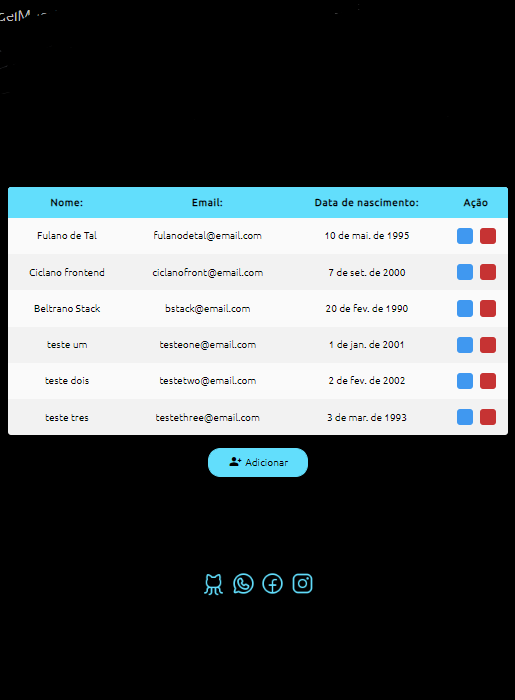 Nome: Email: Data de nascimento: Ação
Fulano de Tal fulanodetal@email.com 10 de mai. de 1995
Ciclano frontend ciclanofront@email.com 7 de set. de 2000
Beltrano Stack bstack@email.com 20 de fev. de 1990
teste um testeone@email.com 1 de jan. de 2001
teste dois testetwo@email.com 2 de fev. de 2002
teste tres testethree@email.com 3 de mar. de 1993
Adicionar